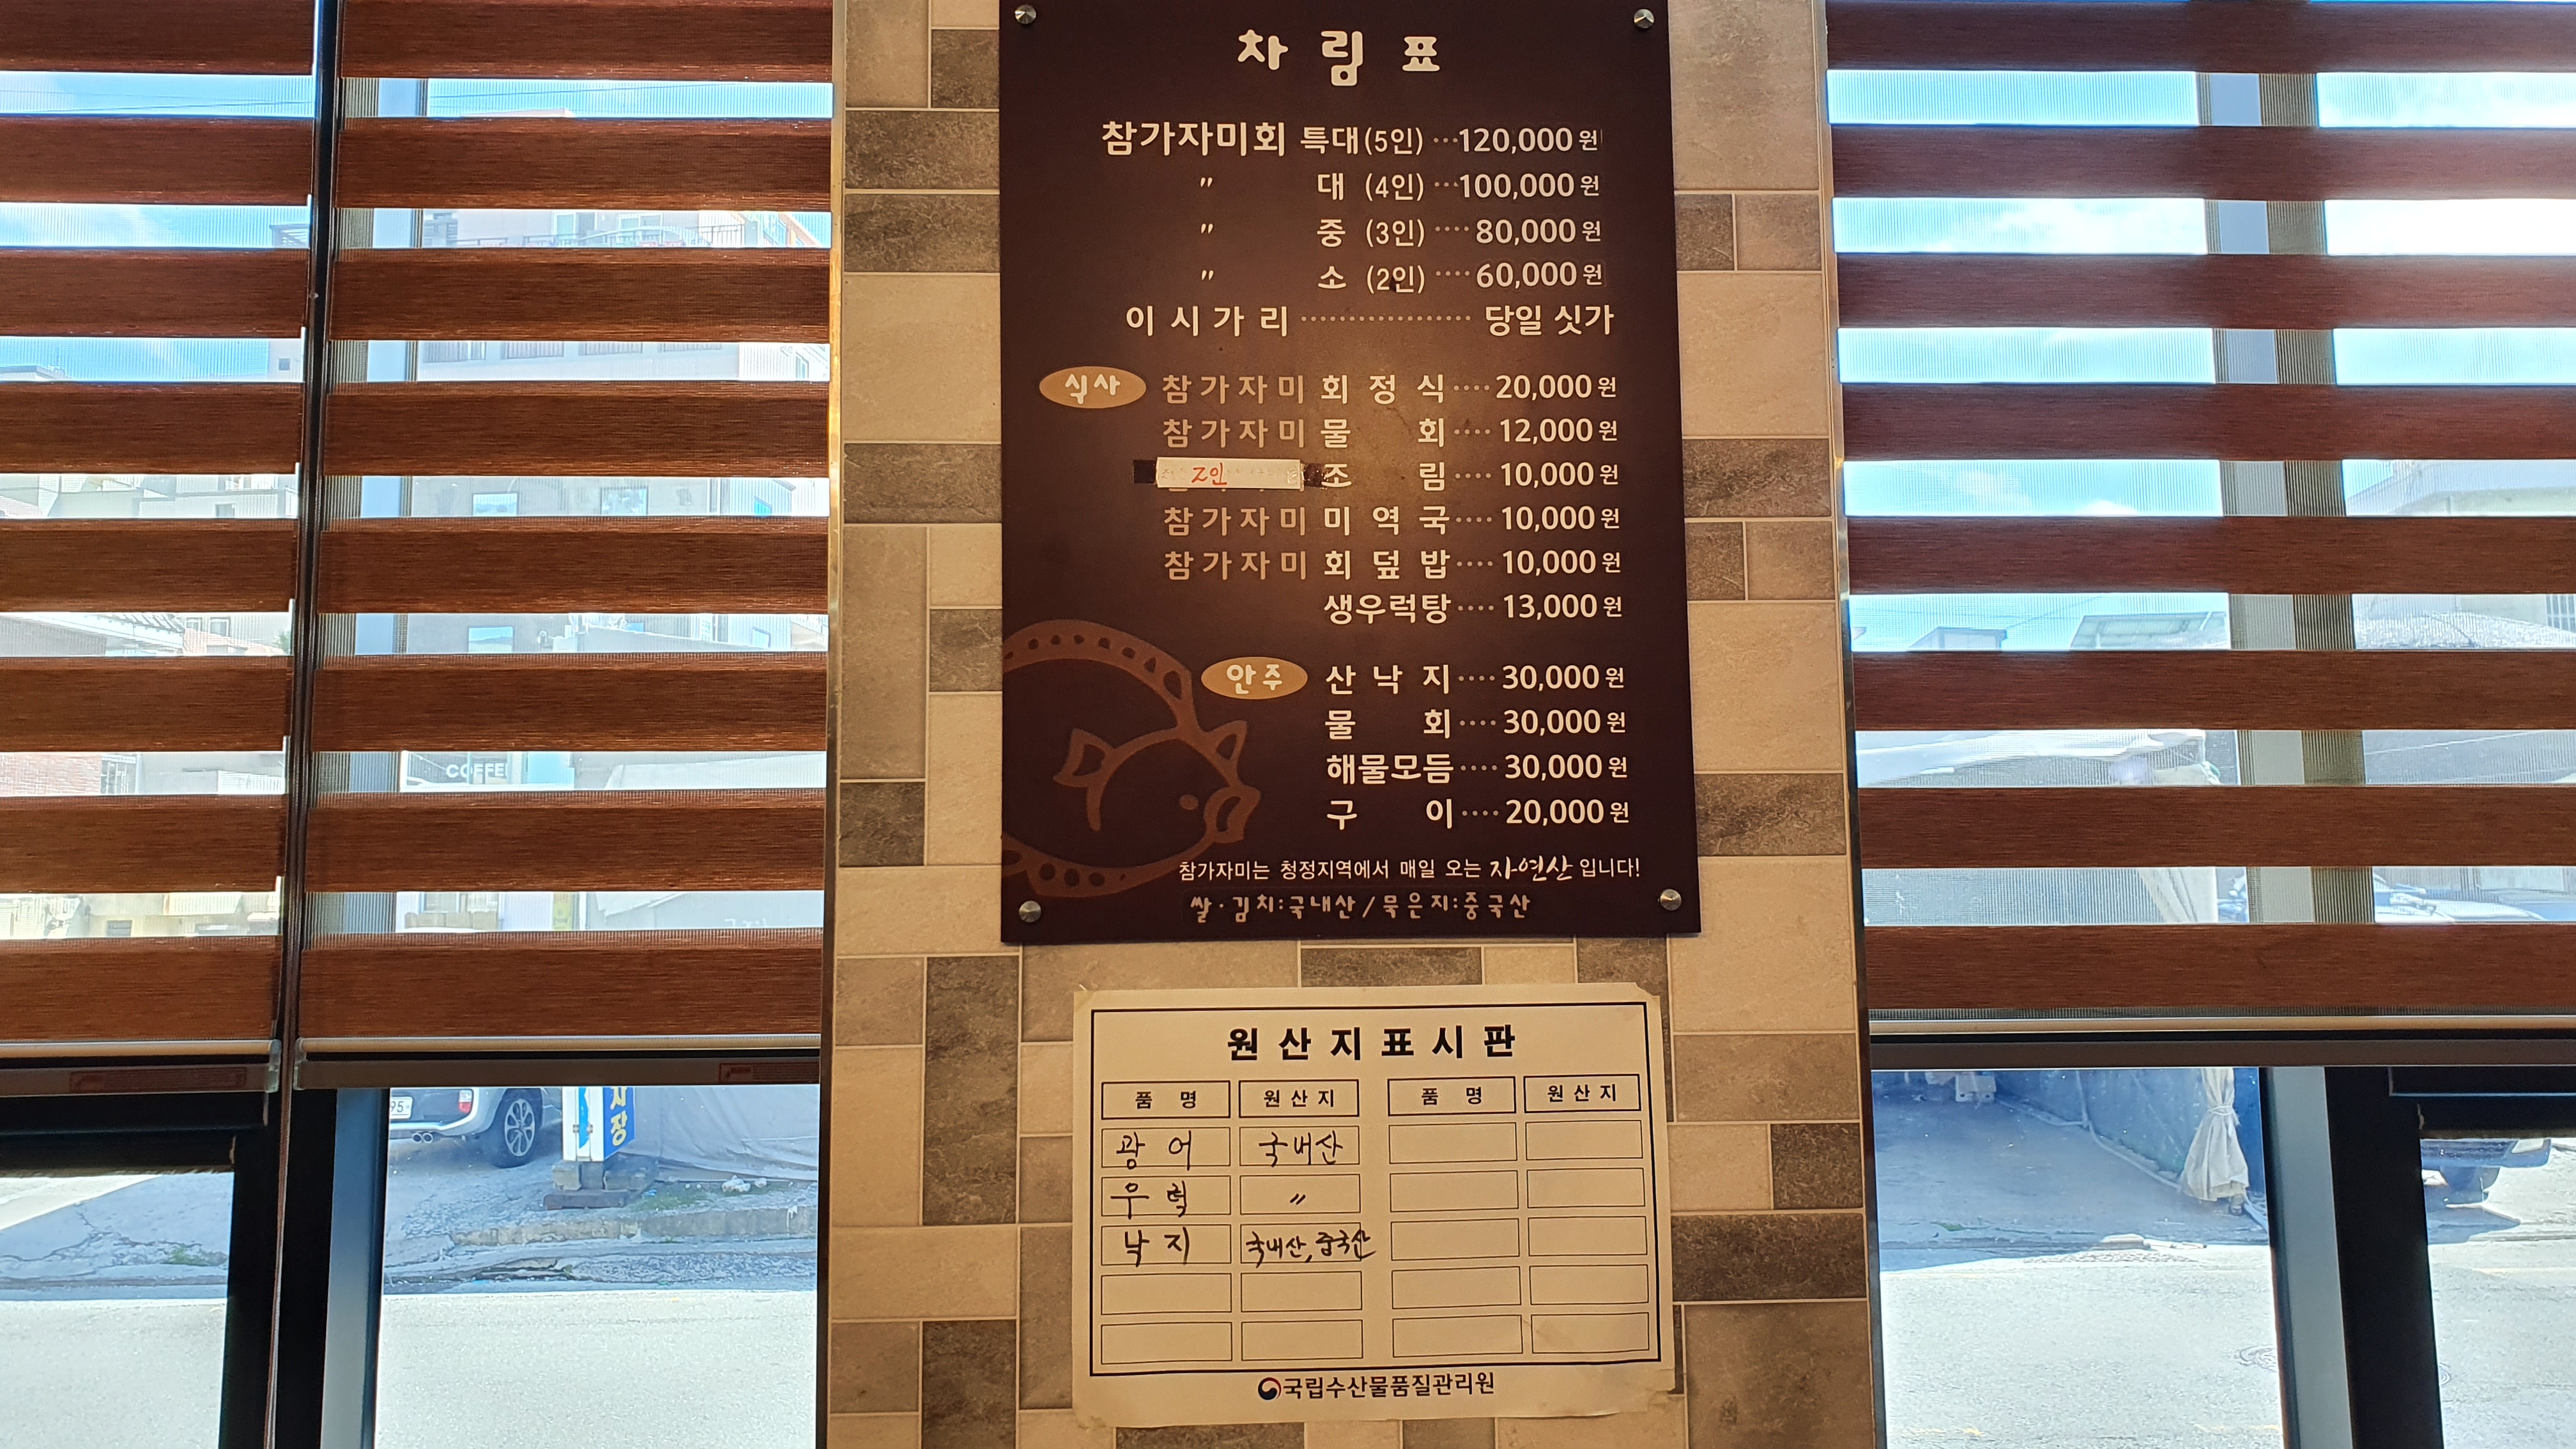 차림표
참가자미회 특대(5인) ···120,000원
〃 대 (4인) ···100,000원
〃 중 (3인) ····80,000원
〃 소 (2인) ····60,000원
이시가리 ·················· 당일 싯가
식사 참가자미 회정식····20,000원
참가자미 물회····12,000원
2인 조림····10,000원
참가자미 미역국····10,000원
참가자미 회덮밥····10,000원
생우럭탕····13,000원
안주 산낙지····30,000원
물회····30,000원
해물모듬····30,000원
구이····20,000원
참가자미는 청정지역에서 매일 오는 자연산 입니다!
쌀·김치:국내산/묵은지:중국산
원산지표시판
품명 원산지 품명 원산지
광어 국내산
우럭 〃
낙지 국내산, 중국산
국립수산물품질관리원
COFFE
95
시장